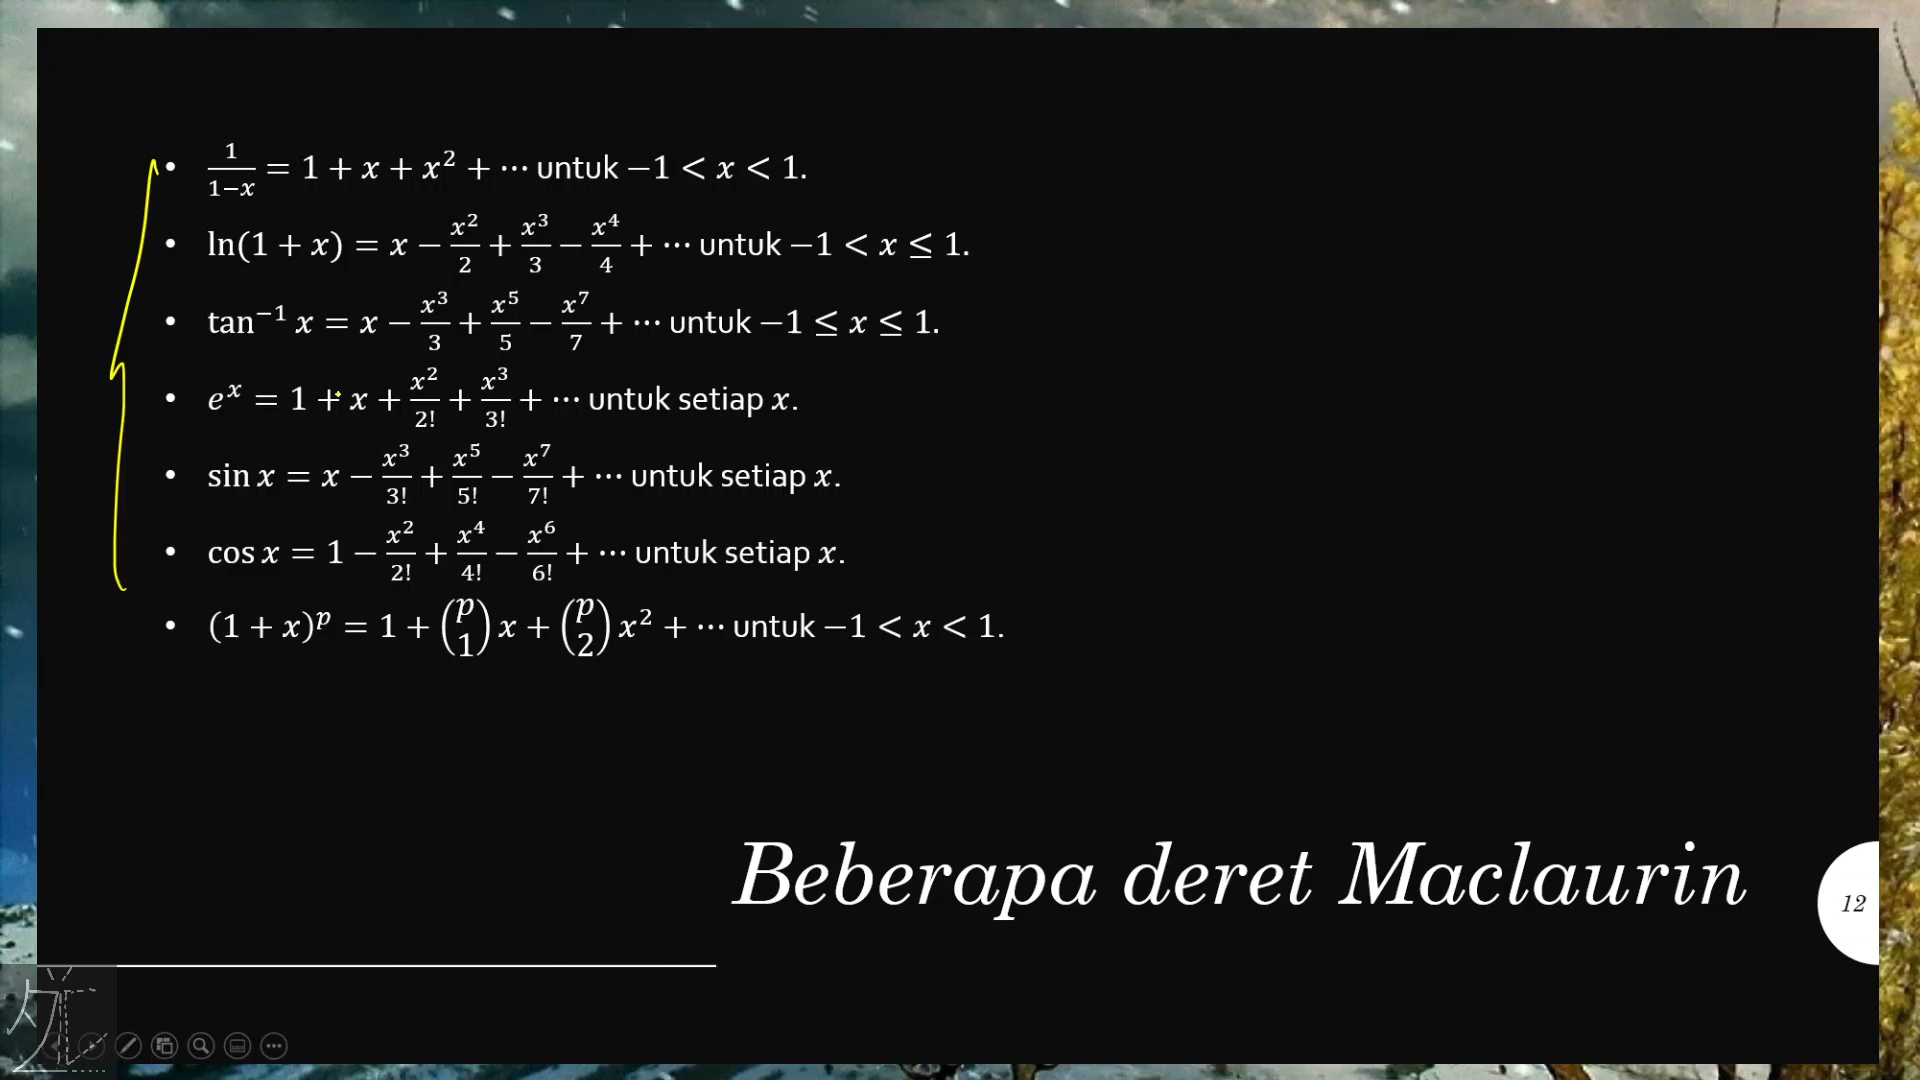 • 1/(1−x) = 1 + x + x² + ⋯ untuk −1 < x < 1.
• ln(1 + x) = x − x²/2 + x³/3 − x⁴/4 + ⋯ untuk −1 < x ≤ 1.
• tan⁻¹ x = x − x³/3 + x⁵/5 − x⁷/7 + ⋯ untuk −1 ≤ x ≤ 1.
• eˣ = 1 + x + x²/2! + x³/3! + ⋯ untuk setiap x.
• sin x = x − x³/3! + x⁵/5! − x⁷/7! + ⋯ untuk setiap x.
• cos x = 1 − x²/2! + x⁴/4! − x⁶/6! + ⋯ untuk setiap x.
• (1 + x)ᵖ = 1 + (p 1) x + (p 2) x² + ⋯ untuk −1 < x < 1.
Beberapa deret Maclaurin
12